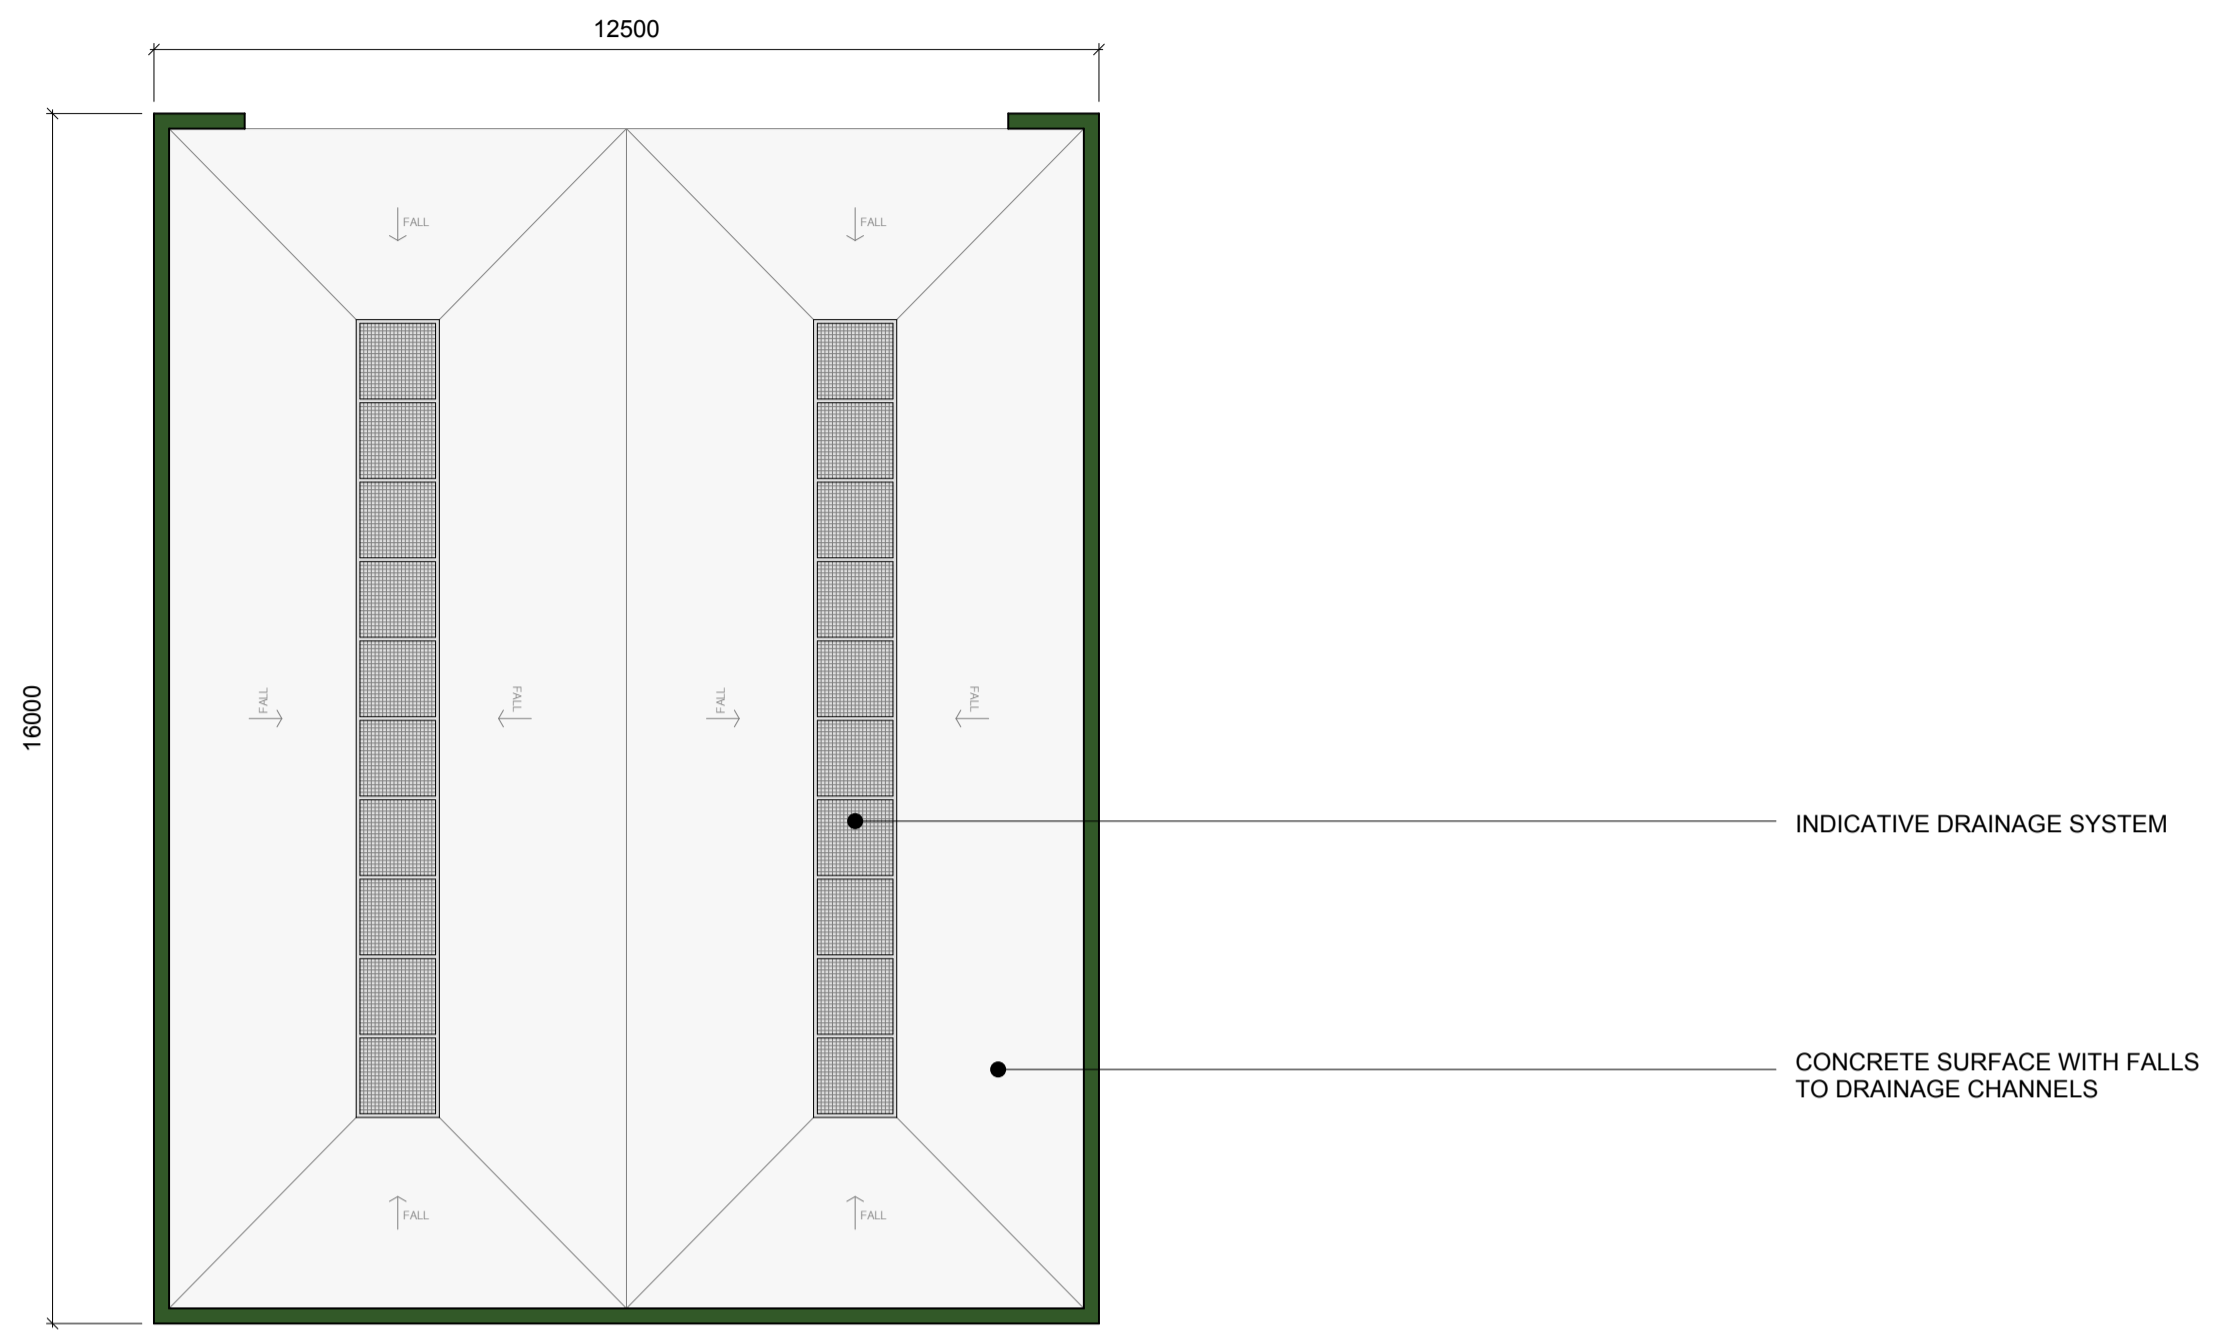 12500
FALL
FALL
16000
FALL
FALL
FALL
FALL
INDICATIVE DRAINAGE SYSTEM
CONCRETE SURFACE WITH FALLS
TO DRAINAGE CHANNELS
FALL
FALL